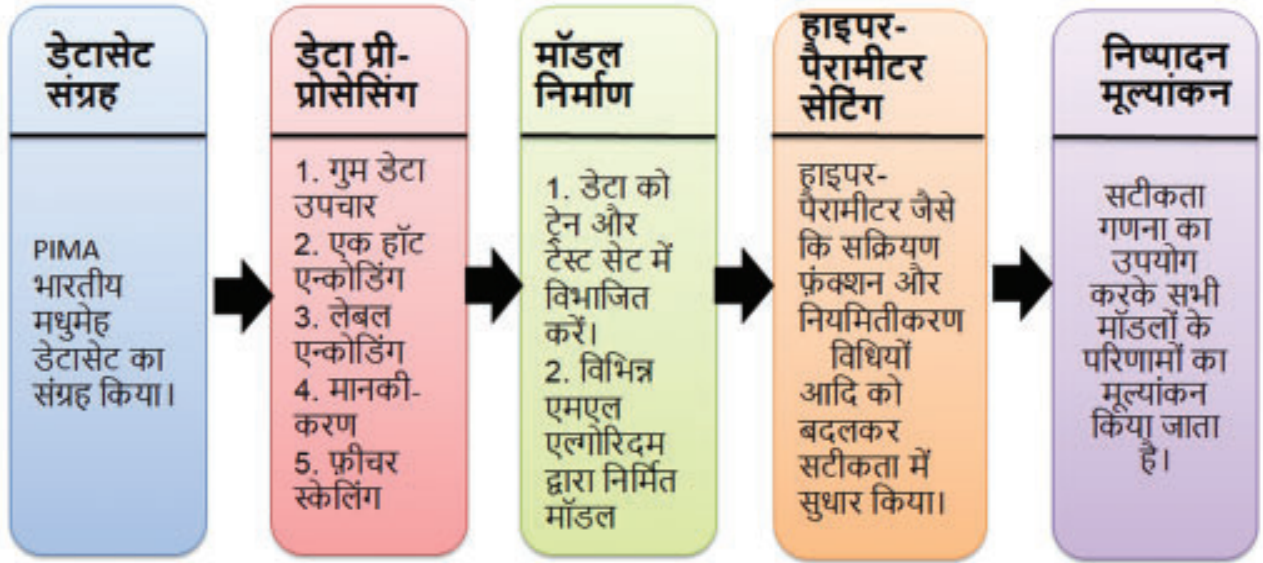 डेटासेट
संग्रह
PIMA
भारतीय
मधुमेह
डेटासेट का
संग्रह किया।
डेटा प्री-
प्रोसेसिंग
1. गुम डेटा
उपचार
2. एक हॉट
एन्कोडिंग
3. लेबल
एन्कोडिंग
4. मानकी-
करण
5. फ़ीचर
स्केलिंग
मॉडल
निर्माण
1. डेटा को
ट्रेन और
टेस्ट सेट में
विभाजित
करें।
2. विभिन्न
एमएल
एल्गोरिदम
द्वारा निर्मित
मॉडल
हाइपर-
पैरामीटर
सेटिंग
हाइपर-
पैरामीटर जैसे
कि सक्रियण
फ़ंक्शन और
नियमितीकरण
विधियों
आदि को
बदलकर
सटीकता में
सुधार किया।
निष्पादन
मूल्यांकन
सटीकता
गणना का
उपयोग
करके सभी
मॉडलों के
परिणामों का
मूल्यांकन
किया जाता
है।